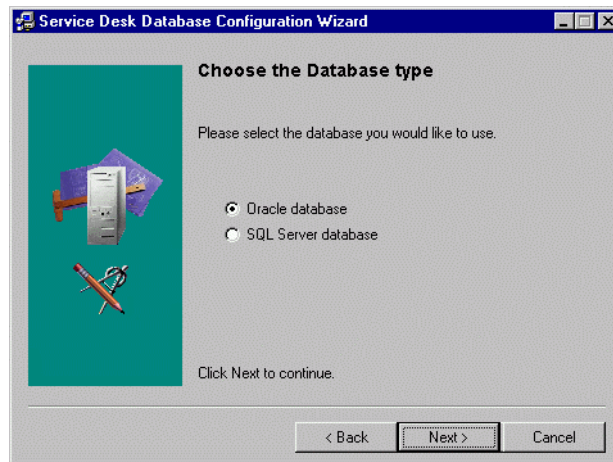 Service Desk Database Configuration Wizard
Choose the Database type
Please select the database you would like to use.
Oracle database
SQL Server database
Click Next to continue.
< Back
Next >
Cancel